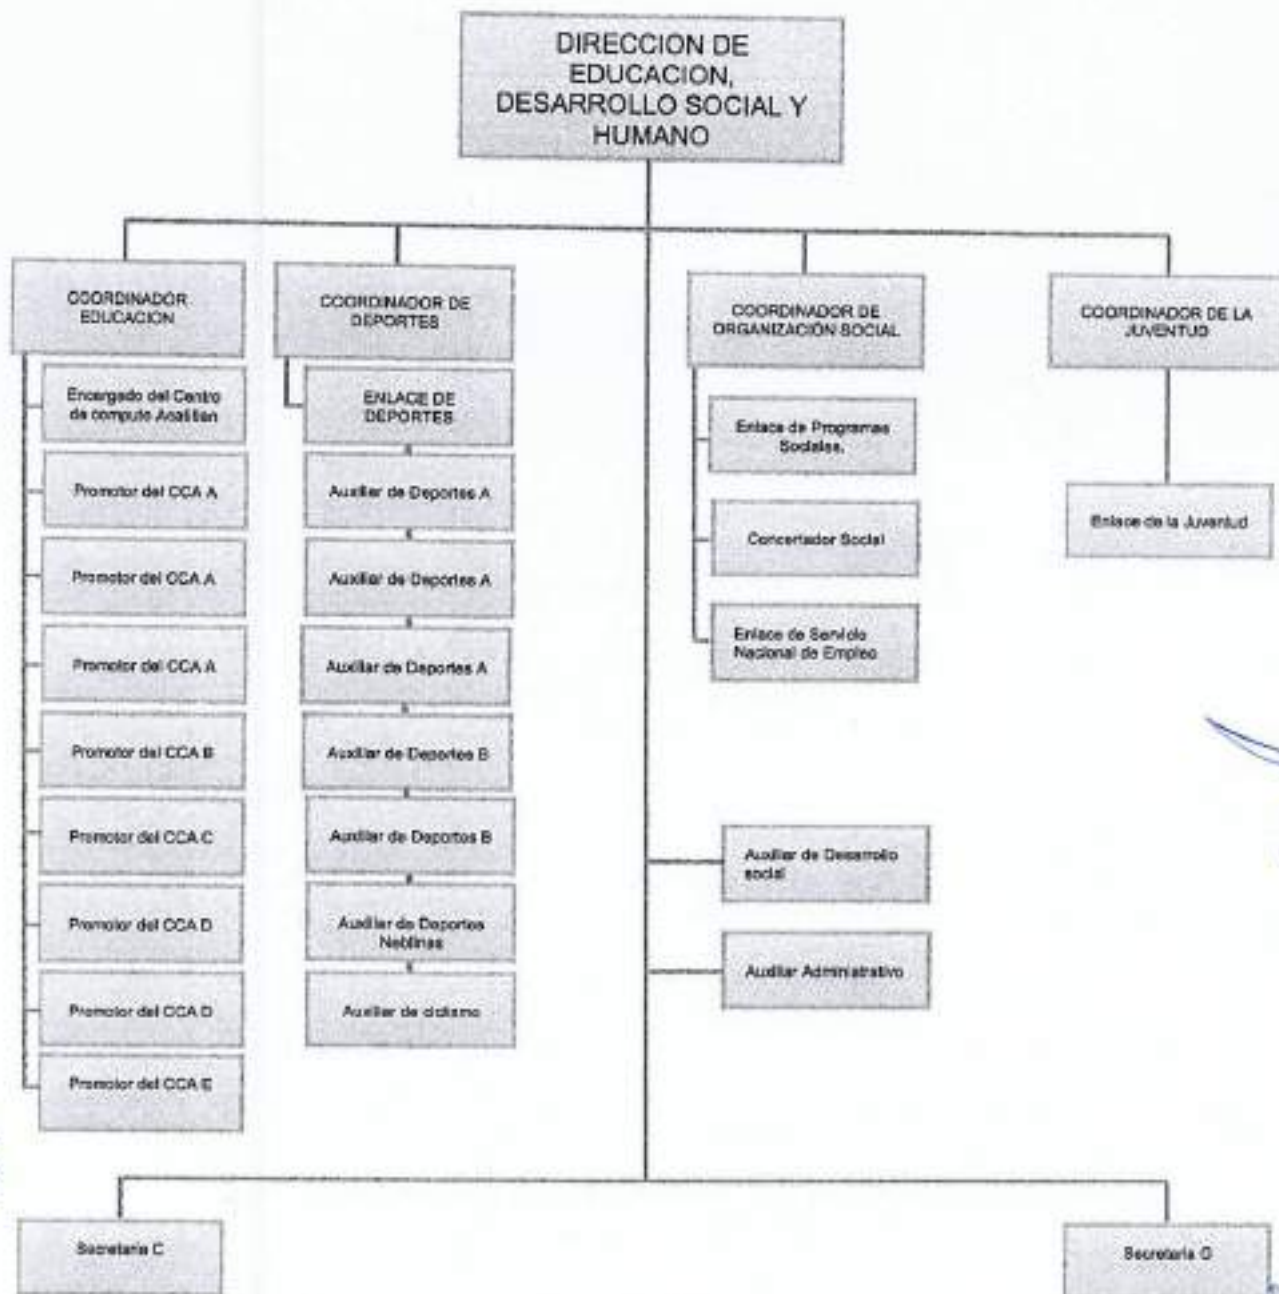 DIRECCION DE
EDUCACION,
DESARROLLO SOCIAL Y
HUMANO
COORDINADOR
EDUCACION
COORDINADOR DE
DEPORTES
COORDINADOR DE
ORGANIZACIÓN SOCIAL
COORDINADOR DE LA
JUVENTUD
Encargado del Centro
de computo
Promotor del CCA A
Promotor del CCA A
Promotor del CCA A
Promotor del CCA B
Promotor del CCA C
Promotor del CCA D
Promotor del CCA D
Promotor del CCA E
ENLACE DE
DEPORTES
Auxiliar de Deportes A
Auxiliar de Deportes A
Auxiliar de Deportes A
Auxiliar de Deportes B
Auxiliar de Deportes B
Auxiliar de Deportes
Neblinas
Auxiliar de ciclismo
Enlace de Programas
Sociales.
Concertador Social
Enlace de Servicio
Nacional de Empleo
Enlace de la Juventud
Auxiliar de Desarrollo
social
Auxiliar Administrativo
Secretaria C
Secretaria